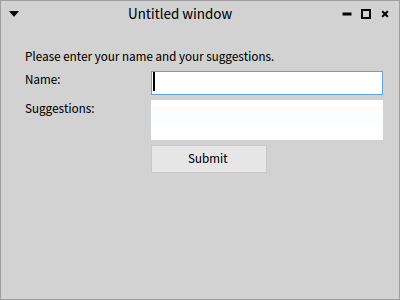 Untitled window
Please enter your name and your suggestions.
Name:
Suggestions:
Submit